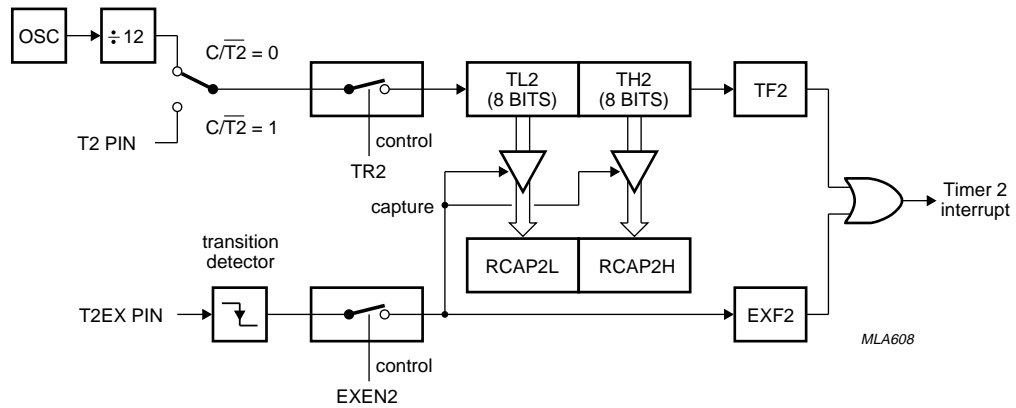 OSC
÷ 12
C/T2 = 0
C/T2 = 1
T2 PIN
control
TR2
TL2
(8 BITS)
TH2
(8 BITS)
TF2
capture
RCAP2L
RCAP2H
Timer 2
interrupt
transition
detector
T2EX PIN
control
EXEN2
EXF2
MLA608